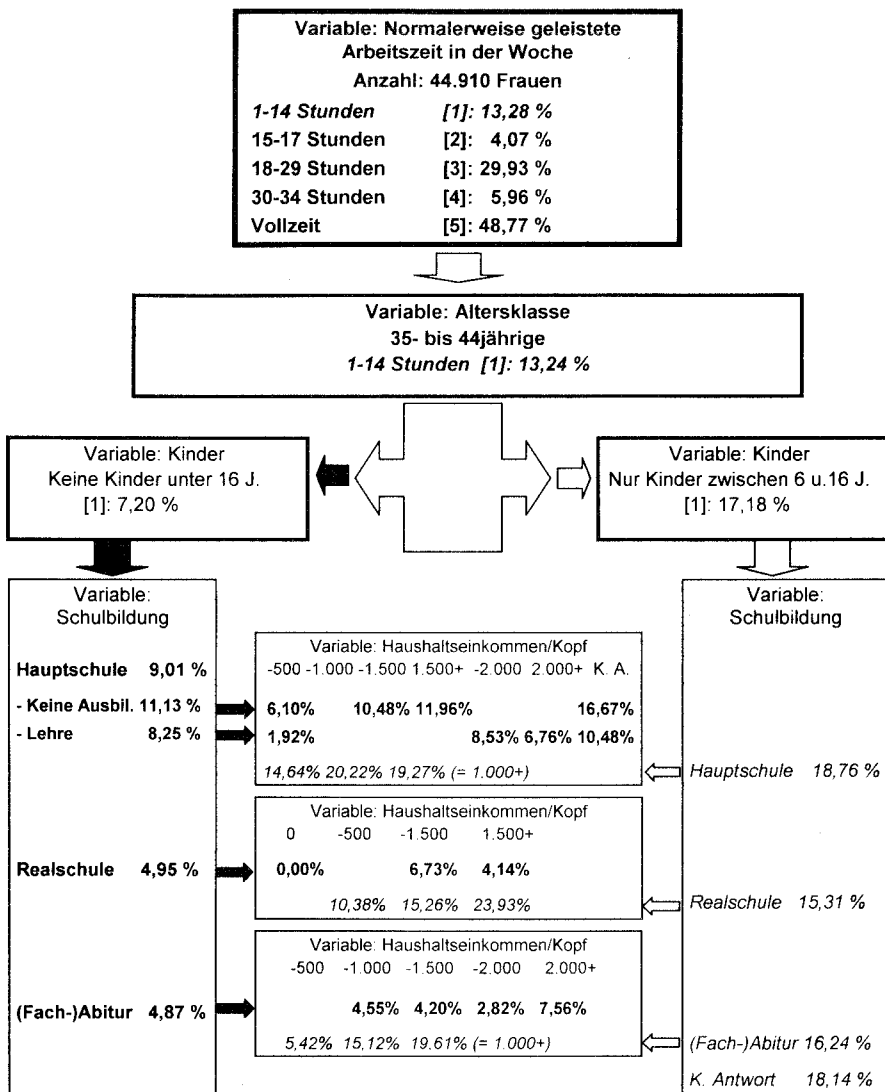 Variable: Normalerweise geleistete
Arbeitszeit in der Woche
Anzahl: 44.910 Frauen
1-14 Stunden [1]: 13,28 %
15-17 Stunden [2]: 4,07 %
18-29 Stunden [3]: 29,93 %
30-34 Stunden [4]: 5,96 %
Vollzeit [5]: 48,77 %
Variable: Altersklasse
35- bis 44jährige
1-14 Stunden [1]: 13,24 %
Variable: Kinder
Keine Kinder unter 16 J.
[1]: 7,20 %
Variable: Kinder
Nur Kinder zwischen 6 u.16 J.
[1]: 17,18 %
Variable:
Schulbildung
Hauptschule 9,01 %
- Keine Ausbil. 11,13 %
- Lehre 8,25 %
Realschule 4,95 %
(Fach-)Abitur 4,87 %
Variable: Haushaltseinkommen/Kopf
-500 -1.000 -1.500 1.500+ -2.000 2.000+ K. A.
6,10% 10,48% 11,96% 16,67%
1,92% 8,53% 6,76% 10,48%
14,64% 20,22% 19,27% (= 1.000+)
Variable: Haushaltseinkommen/Kopf
0 -500 -1.500 1.500+
0,00% 6,73% 4,14%
10,38% 15,26% 23,93%
Variable: Haushaltseinkommen/Kopf
-500 -1.000 -1.500 -2.000 2.000+
4,55% 4,20% 2,82% 7,56%
5,42% 15,12% 19.61% (= 1.000+)
Variable:
Schulbildung
Hauptschule 18,76 %
Realschule 15,31 %
(Fach-)Abitur 16,24 %
K. Antwort 18,14 %